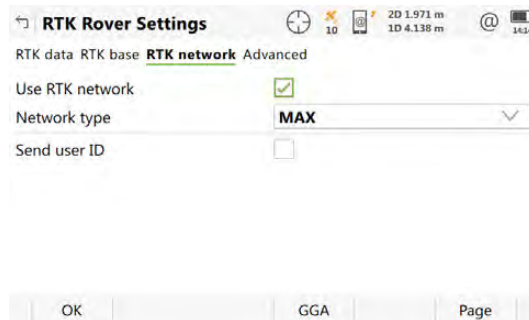 RTK Rover Settings
10
@
2D 1.971 m
1D 4.138 m
@
RTK data RTK base RTK network Advanced
Use RTK network
Network type MAX
Send user ID
OK GGA Page